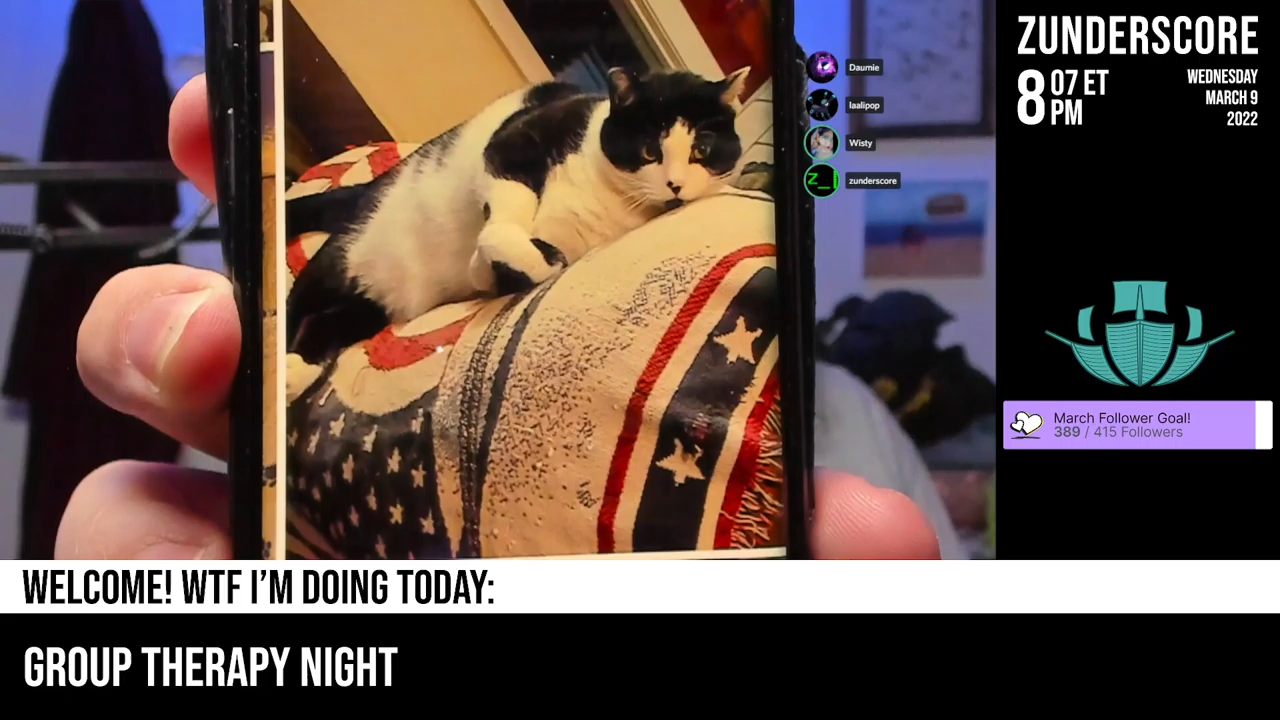 Daumie
laalipop
Wisty
Z_
zunderscore
ZUNDERSCORE
8 07 ET
PM
WEDNESDAY
MARCH 9
2022
March Follower Goal!
389 / 415 Followers
WELCOME! WTF I'M DOING TODAY:
GROUP THERAPY NIGHT